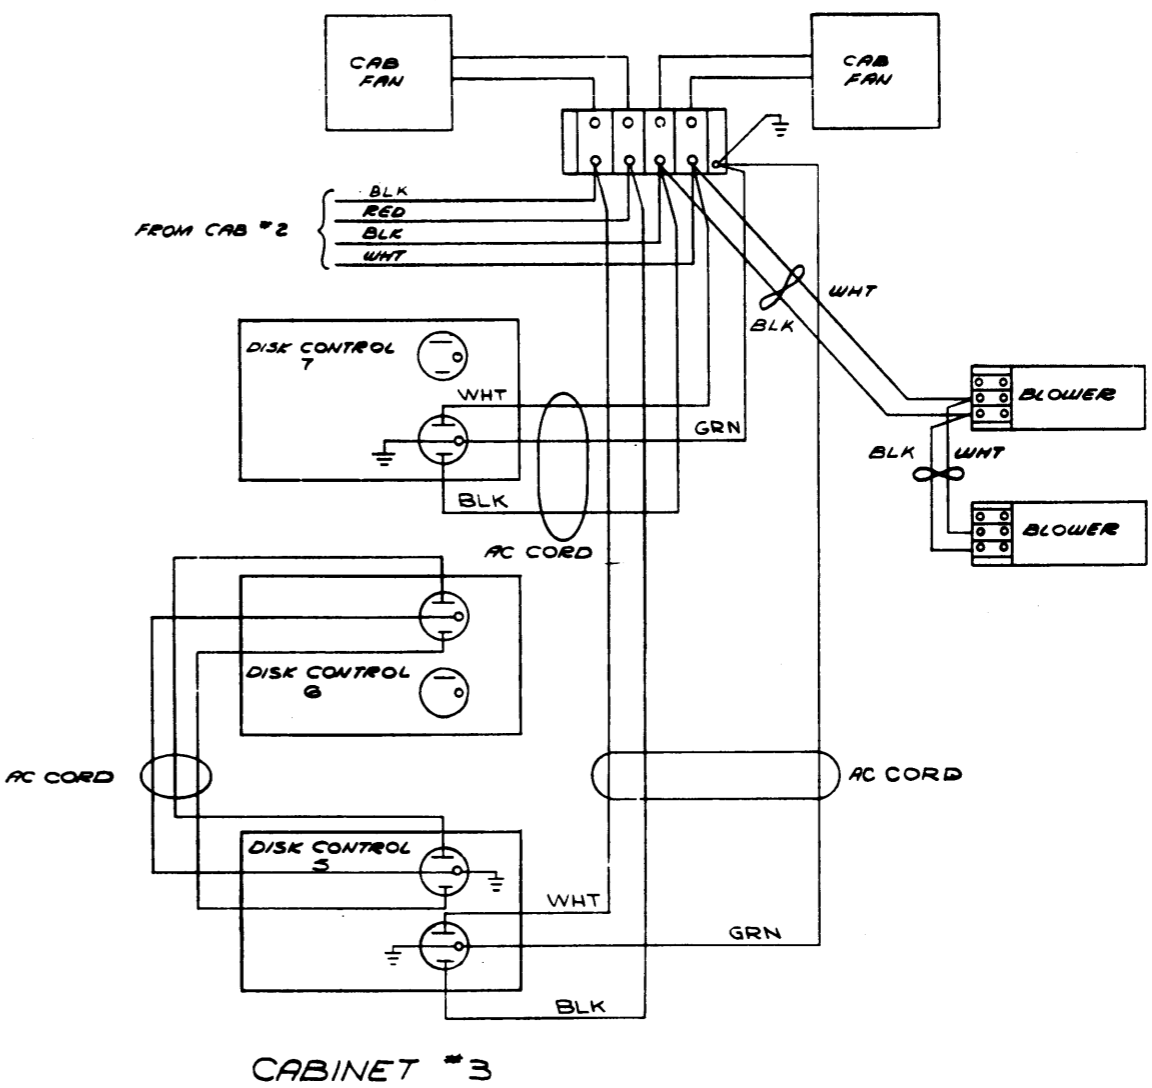 CAB
FAN
CAB
FAN
BLK
RED
BLK
WHT
FROM CAB #2
WHT
BLK
DISK CONTROL
7
WHT
GRN
BLK
AC CORD
BLOWER
BLK WHT
BLOWER
DISK CONTROL
6
AC CORD
AC CORD
DISK CONTROL
5
WHT
GRN
BLK
CABINET #3